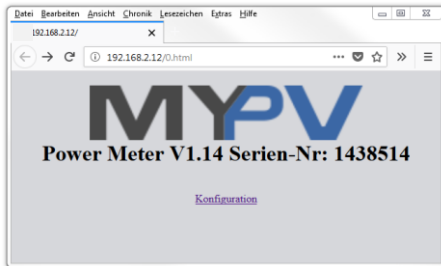 Datei Bearbeiten Ansicht Chronik Lesezeichen Extras Hilfe
192.168.2.12/
192.168.2.12/0.html
MYPV
Power Meter V1.14 Serien-Nr: 1438514
Konfiguration